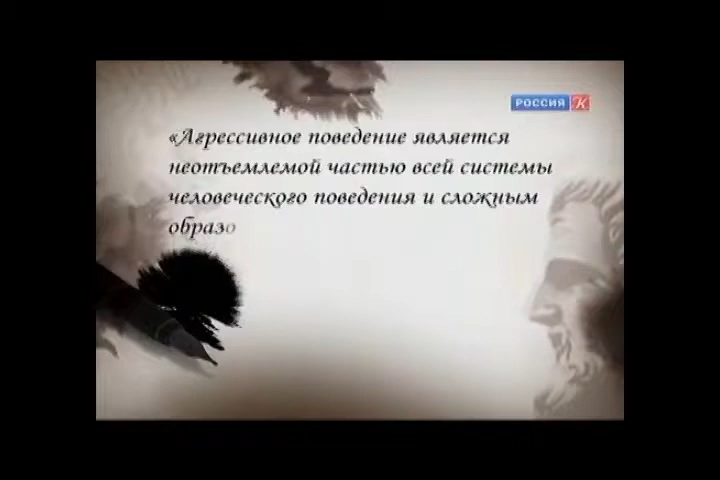 РОССИЯ К
«Агрессивное поведение является
неотъемлемой частью всей системы
человеческого поведения и сложным
образо